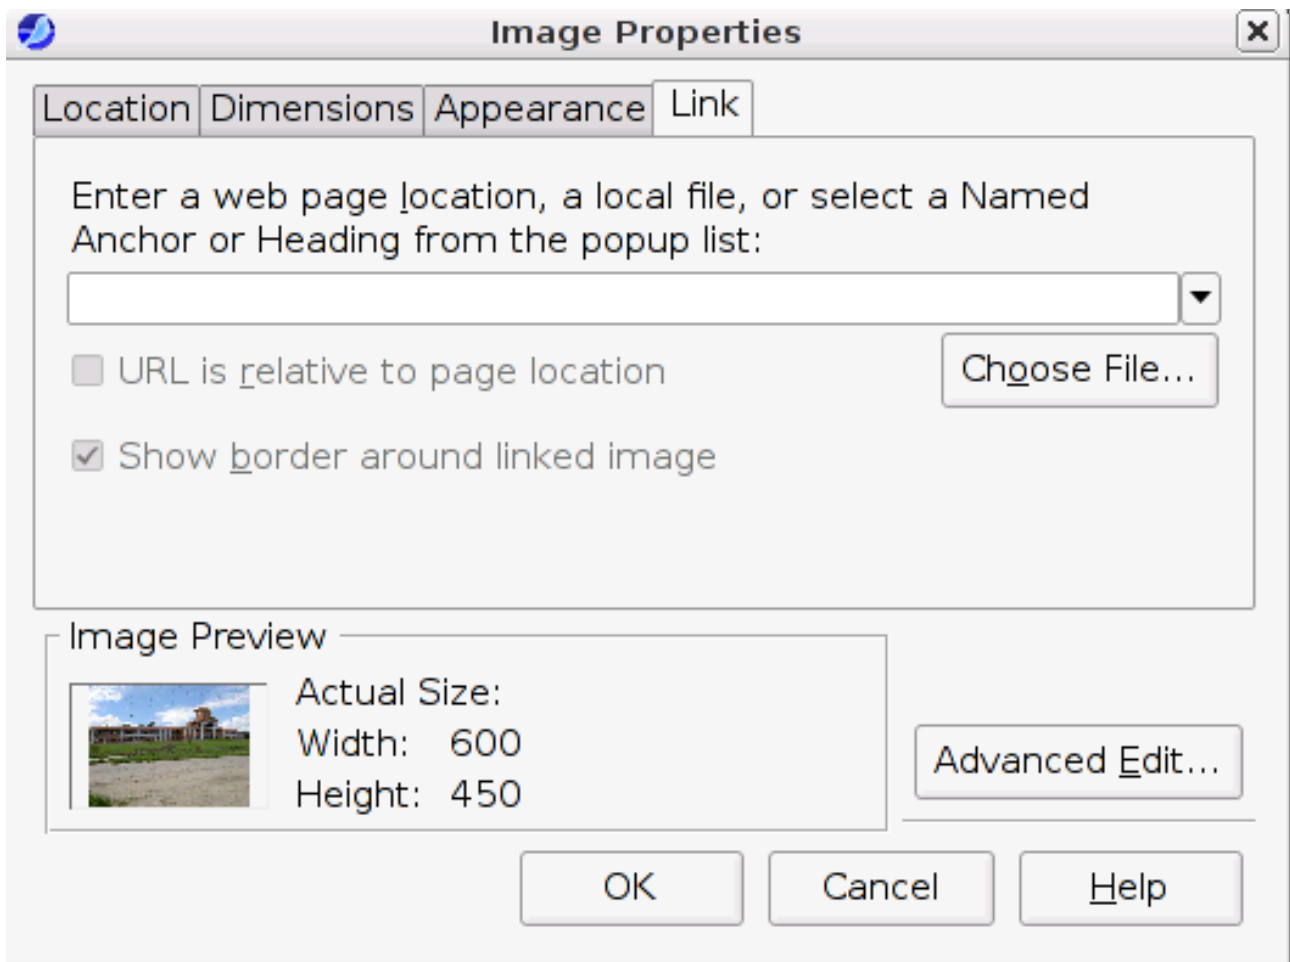 Image Properties
Location Dimensions Appearance Link
Enter a web page location, a local file, or select a Named
Anchor or Heading from the popup list:
URL is relative to page location
Choose File...
Show border around linked image
Image Preview
Actual Size:
Width: 600
Height: 450
Advanced Edit...
OK Cancel Help